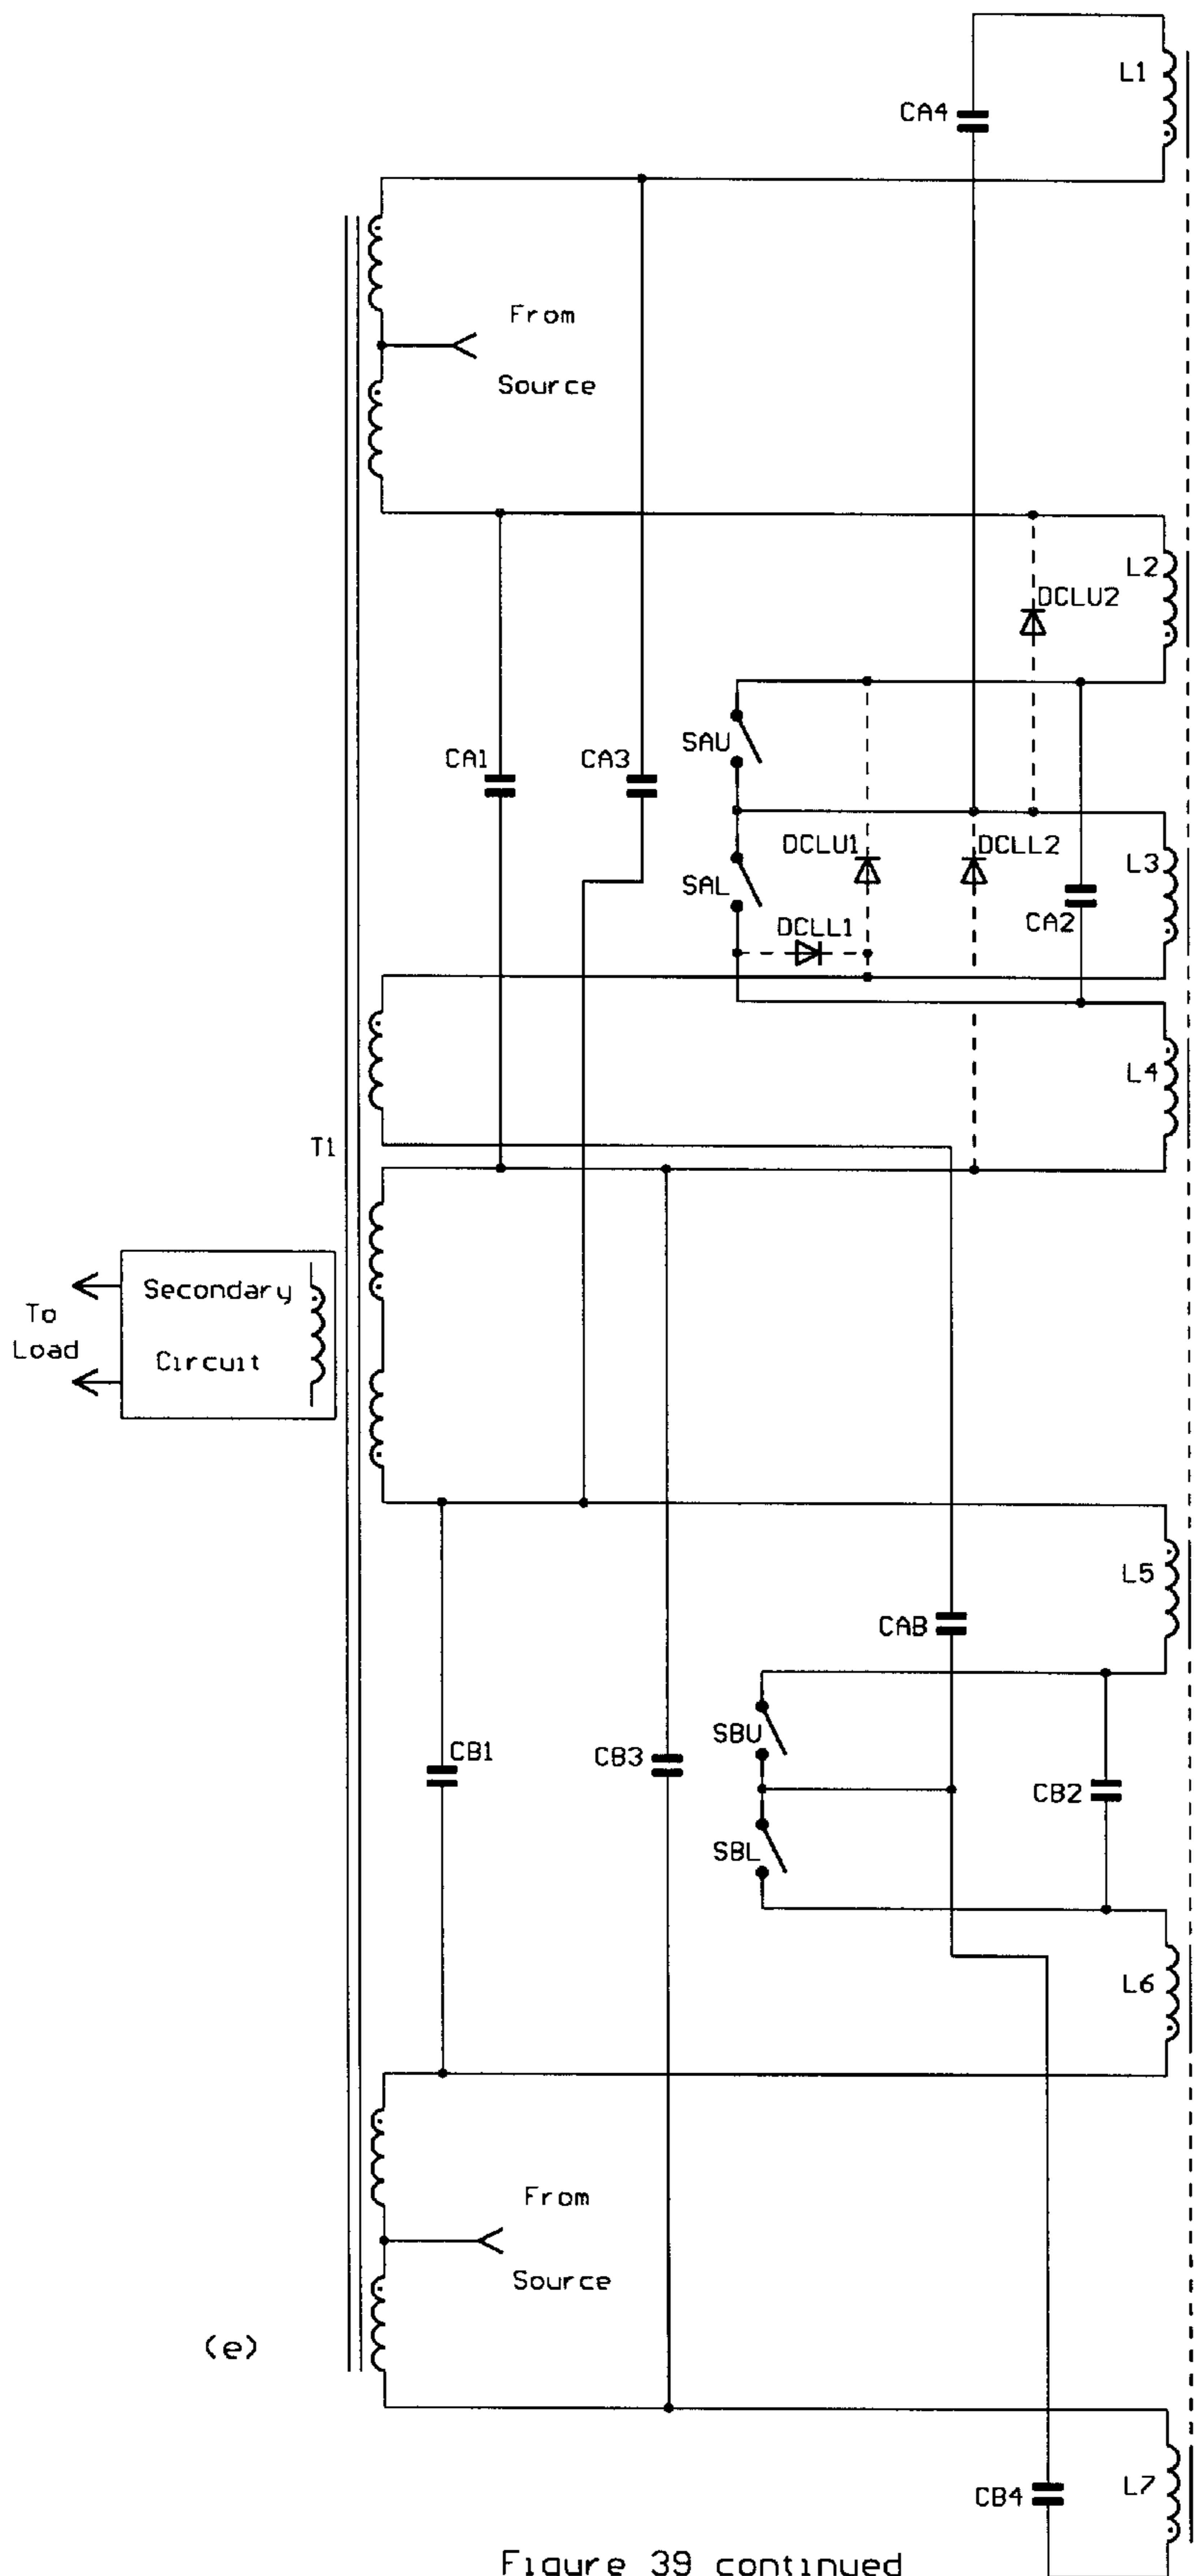 L1
CA4
From
Source
L2
DCLU2
SAU
CA1
CA3
DCLU1
DCLL2
L3
SAL
CA2
DCLL1
L4
T1
Secondary
To
Load
Circuit
L5
CAB
SBU
CB1
CB3
CB2
SBL
L6
From
Source
(e)
L7
CB4
Figure 39 continued